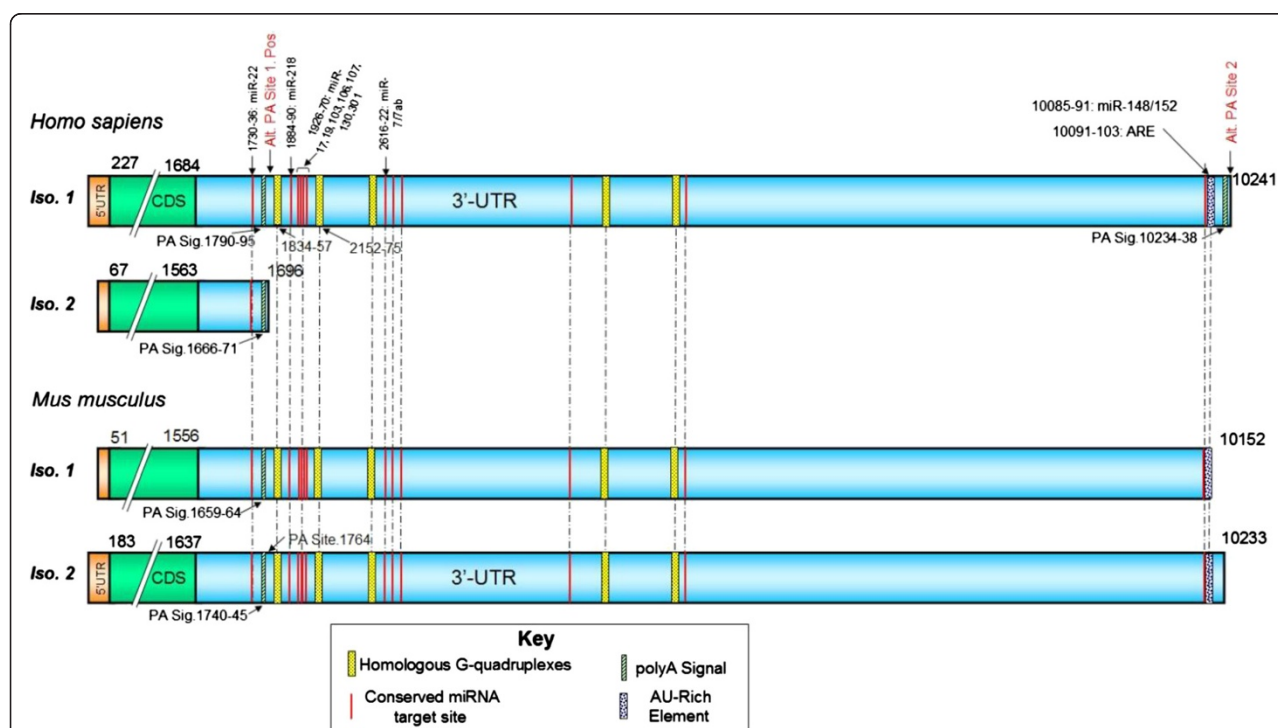 1730-36: miR-22
Alt. PA Site 1. Pos
1884-90: miR-218
1926-70: miR-
17,19,103,106,107,
130,301
2616-22: miR-
7/7ab
10085-91: miR-148/152
10091-103: ARE
Alt. PA Site 2
Homo sapiens
227
1684
10241
Iso. 1
5'UTR
CDS
3'-UTR
PA Sig.1790-95
1834-57
2152-75
PA Sig.10234-38
67
1563
1696
Iso. 2
PA Sig.1666-71
Mus musculus
51
1556
10152
Iso. 1
PA Sig.1659-64
PA Site.1764
183
1637
10233
Iso. 2
5'UTR
CDS
3'-UTR
PA Sig.1740-45
Key
Homologous G-quadruplexes
polyA Signal
Conserved miRNA
target site
AU-Rich
Element